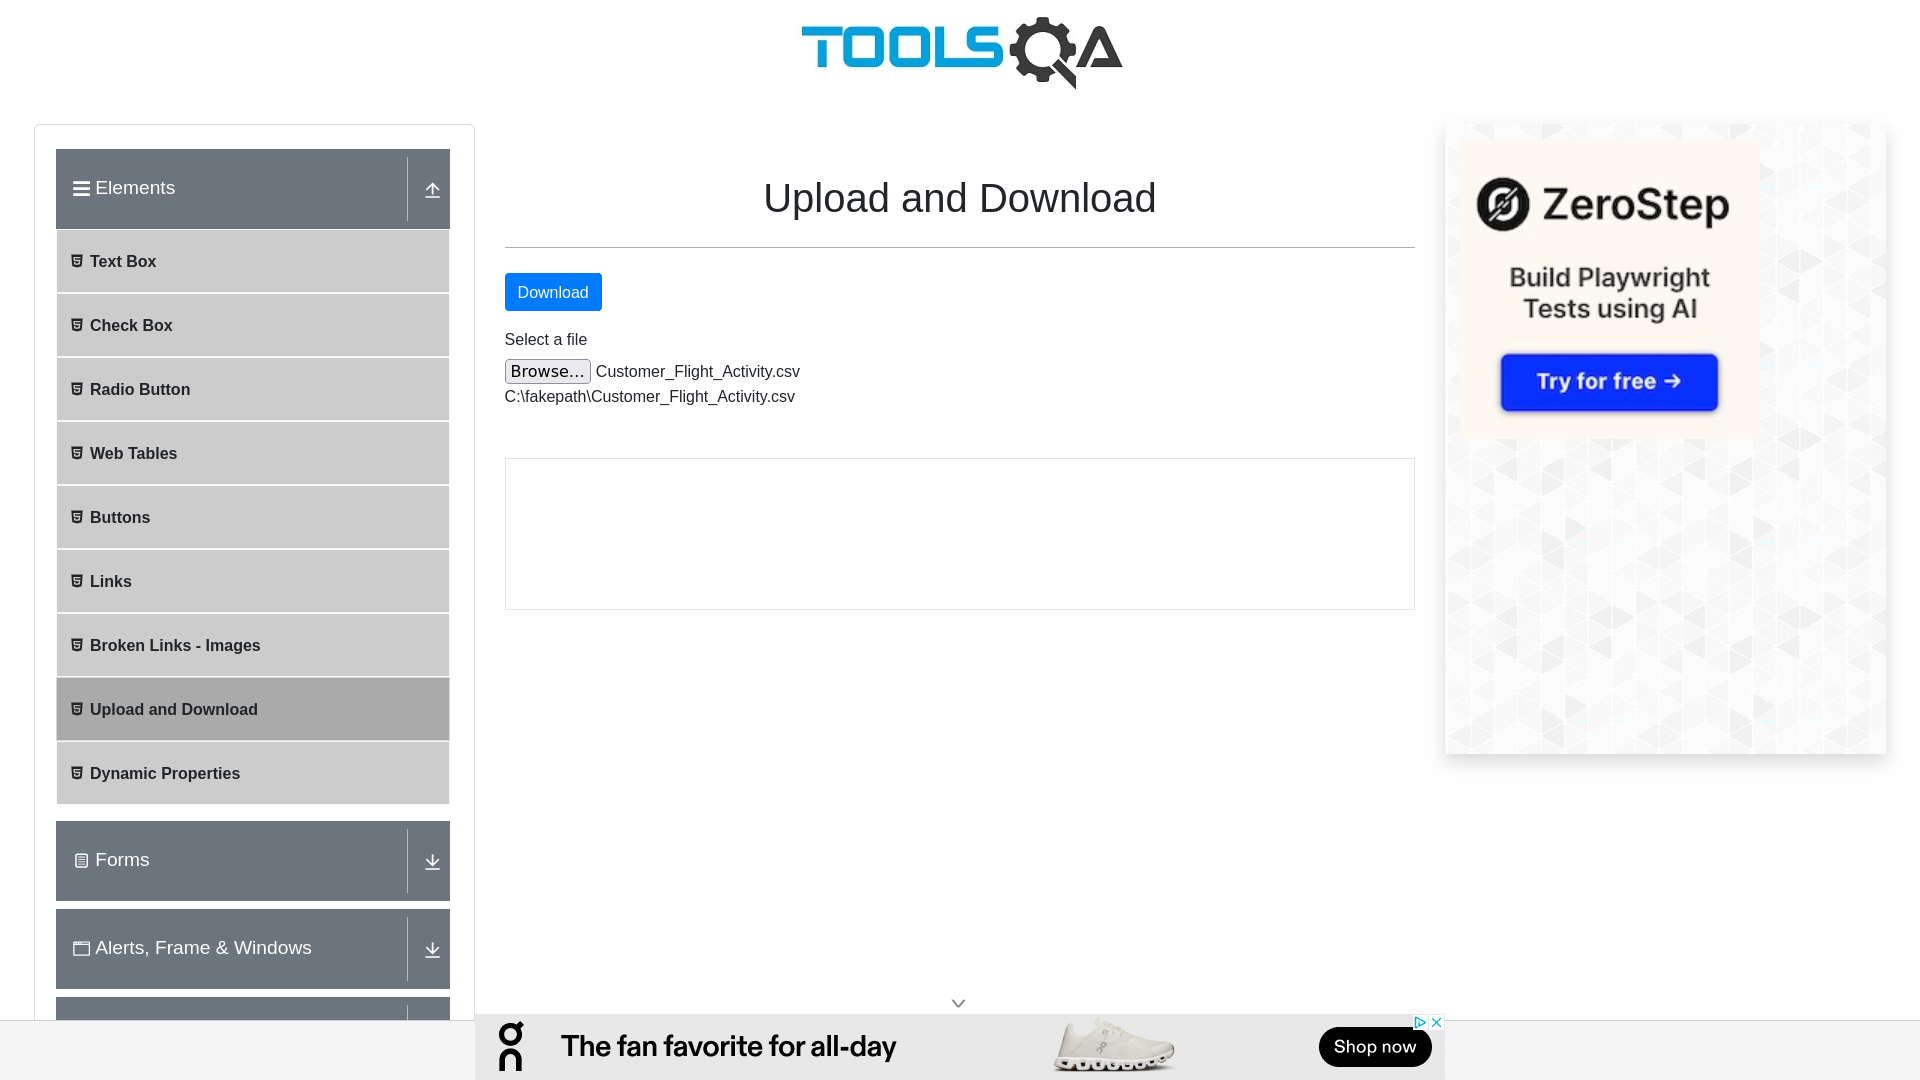 TOOLSQA
Elements
Text Box
Check Box
Radio Button
Web Tables
Buttons
Links
Broken Links - Images
Upload and Download
Dynamic Properties
Forms
Alerts, Frame & Windows
Upload and Download
Download
Select a file
Browse... Customer_Flight_Activity.csv
C:\fakepath\Customer_Flight_Activity.csv
ZeroStep
Build Playwright
Tests using AI
Try for free →
on
The fan favorite for all-day
Shop now